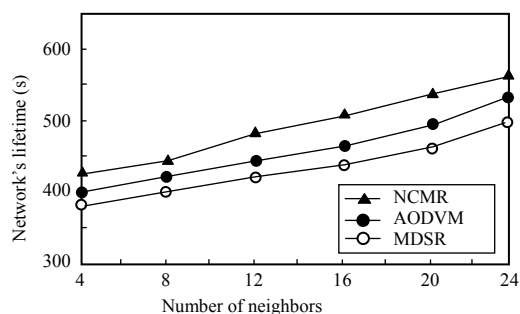 Network's lifetime (s)
600
500
400
300
4 8 12 16 20 24
Number of neighbors
NCMR
AODVM
MDSR